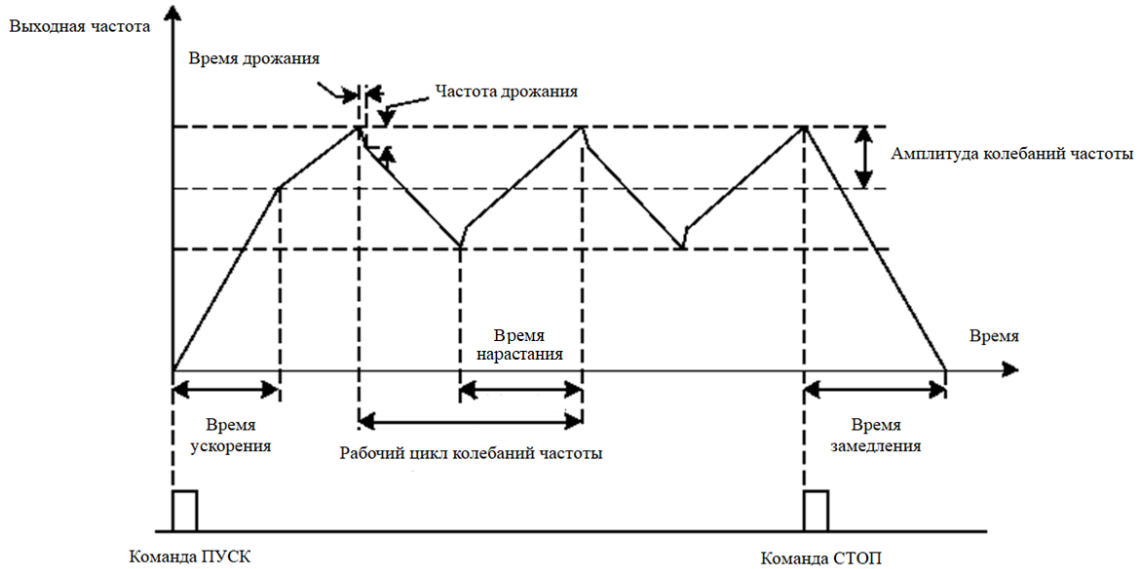 Выходная частота
Время дрожания
Частота дрожания
Амплитуда колебаний частоты
Время
нарастания
Время
Время
ускорения
Рабочий цикл колебаний частоты
Время
замедления
Команда ПУСК
Команда СТОП